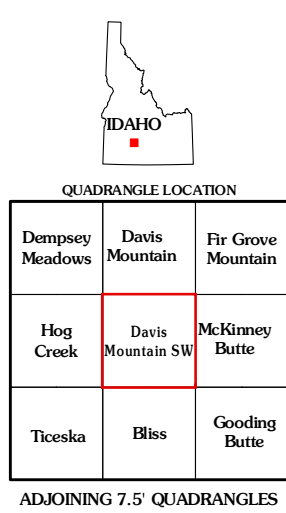 IDAHO
QUADRANGLE LOCATION
Dempsey
Meadows
Davis
Mountain
Fir Grove
Mountain
Hog
Creek
Davis
Mountain SW
McKinney
Butte
Ticeska
Bliss
Gooding
Butte
ADJOINING 7.5' QUADRANGLES